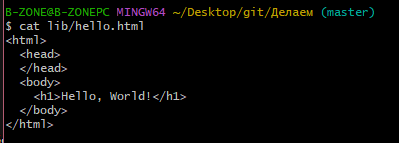 B-ZONE@B-ZONEPC MINGW64 ~/Desktop/git/Делаем (master)
$ cat lib/hello.html
<html>
  <head>
  </head>
  <body>
    <h1>Hello, World!</h1>
  </body>
</html>